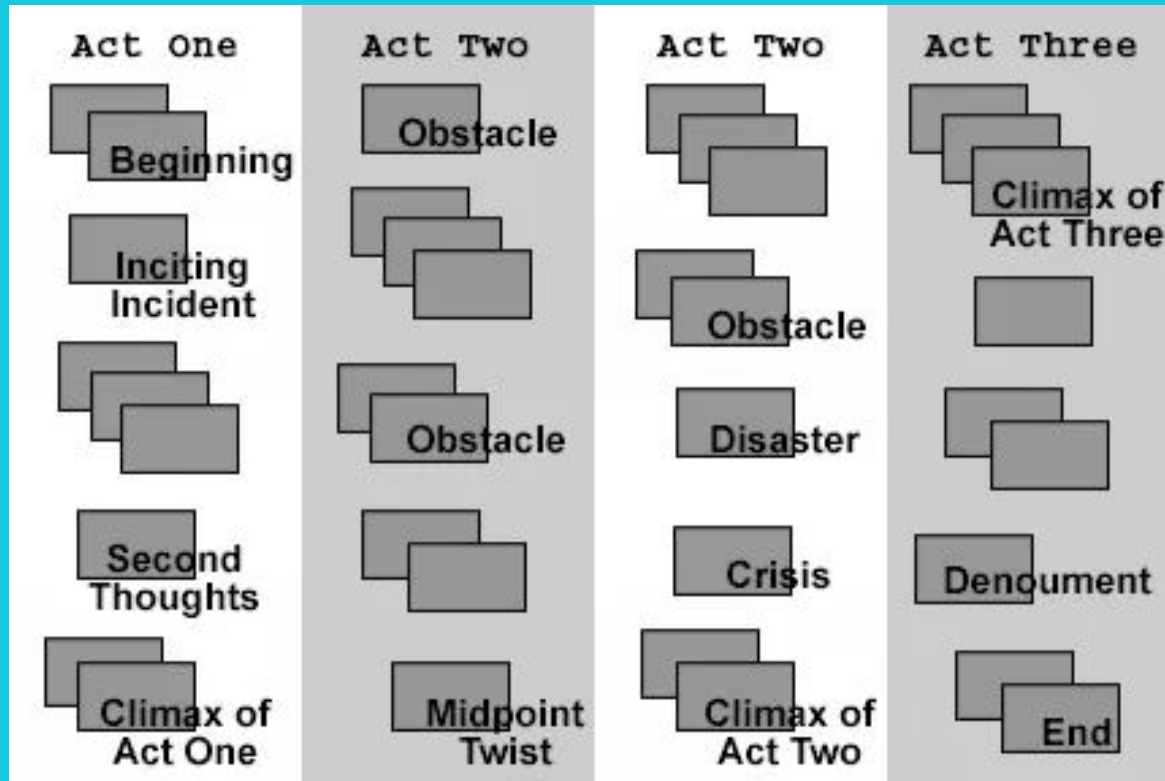 Act One
Beginning
Inciting
Incident
Second
Thoughts
Climax of
Act One
Act Two
Obstacle
Obstacle
Midpoint
Twist
Act Two
Obstacle
Disaster
Crisis
Climax of
Act Two
Act Three
Climax of
Act Three
Denoument
End